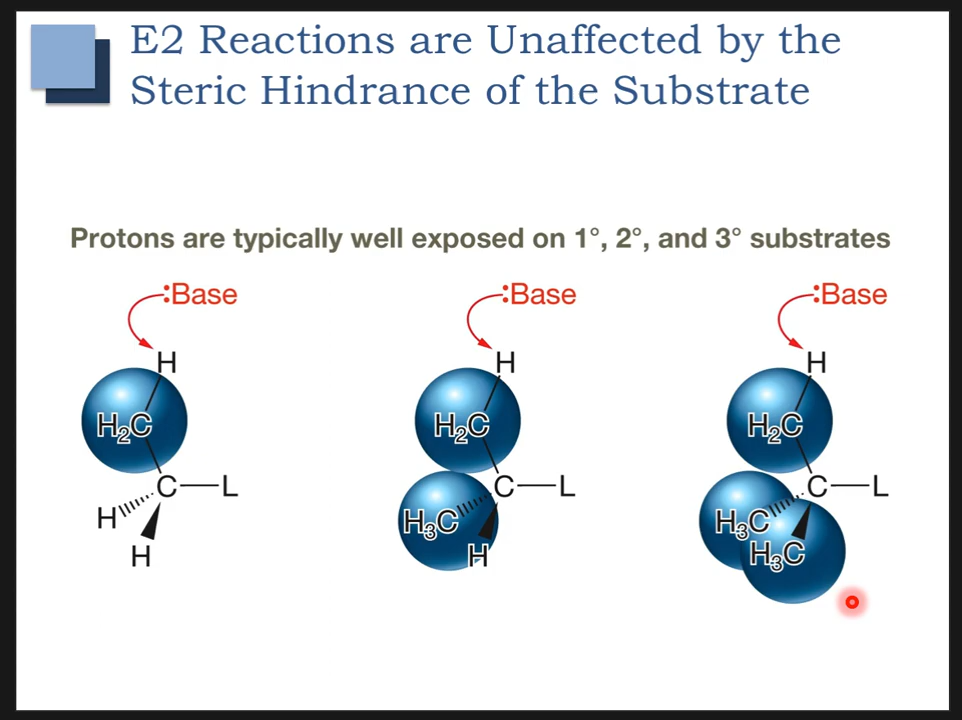 E2 Reactions are Unaffected by the
Steric Hindrance of the Substrate
Protons are typically well exposed on 1°, 2°, and 3° substrates
:Base :Base :Base
H H H
H₂C H₂C H₂C
C—L C—L C—L
H H₃C H₃C
H H H₃C